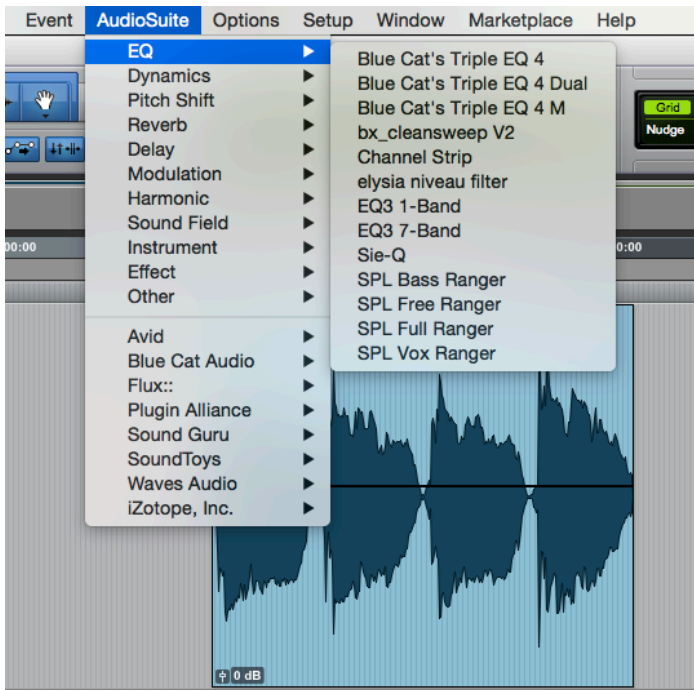 Event AudioSuite Options Setup Window Marketplace Help
EQ
Dynamics
Pitch Shift
Reverb
Delay
Modulation
Harmonic
Sound Field
Instrument
Effect
Other
Avid
Blue Cat Audio
Flux::
Plugin Alliance
Sound Guru
SoundToys
Waves Audio
iZotope, Inc.
Blue Cat's Triple EQ 4
Blue Cat's Triple EQ 4 Dual
Blue Cat's Triple EQ 4 M
bx_cleansweep V2
Channel Strip
elysia niveau filter
EQ3 1-Band
EQ3 7-Band
Sie-Q
SPL Bass Ranger
SPL Free Ranger
SPL Full Ranger
SPL Vox Ranger
Grid
Nudge
00:00
0:00
0 dB